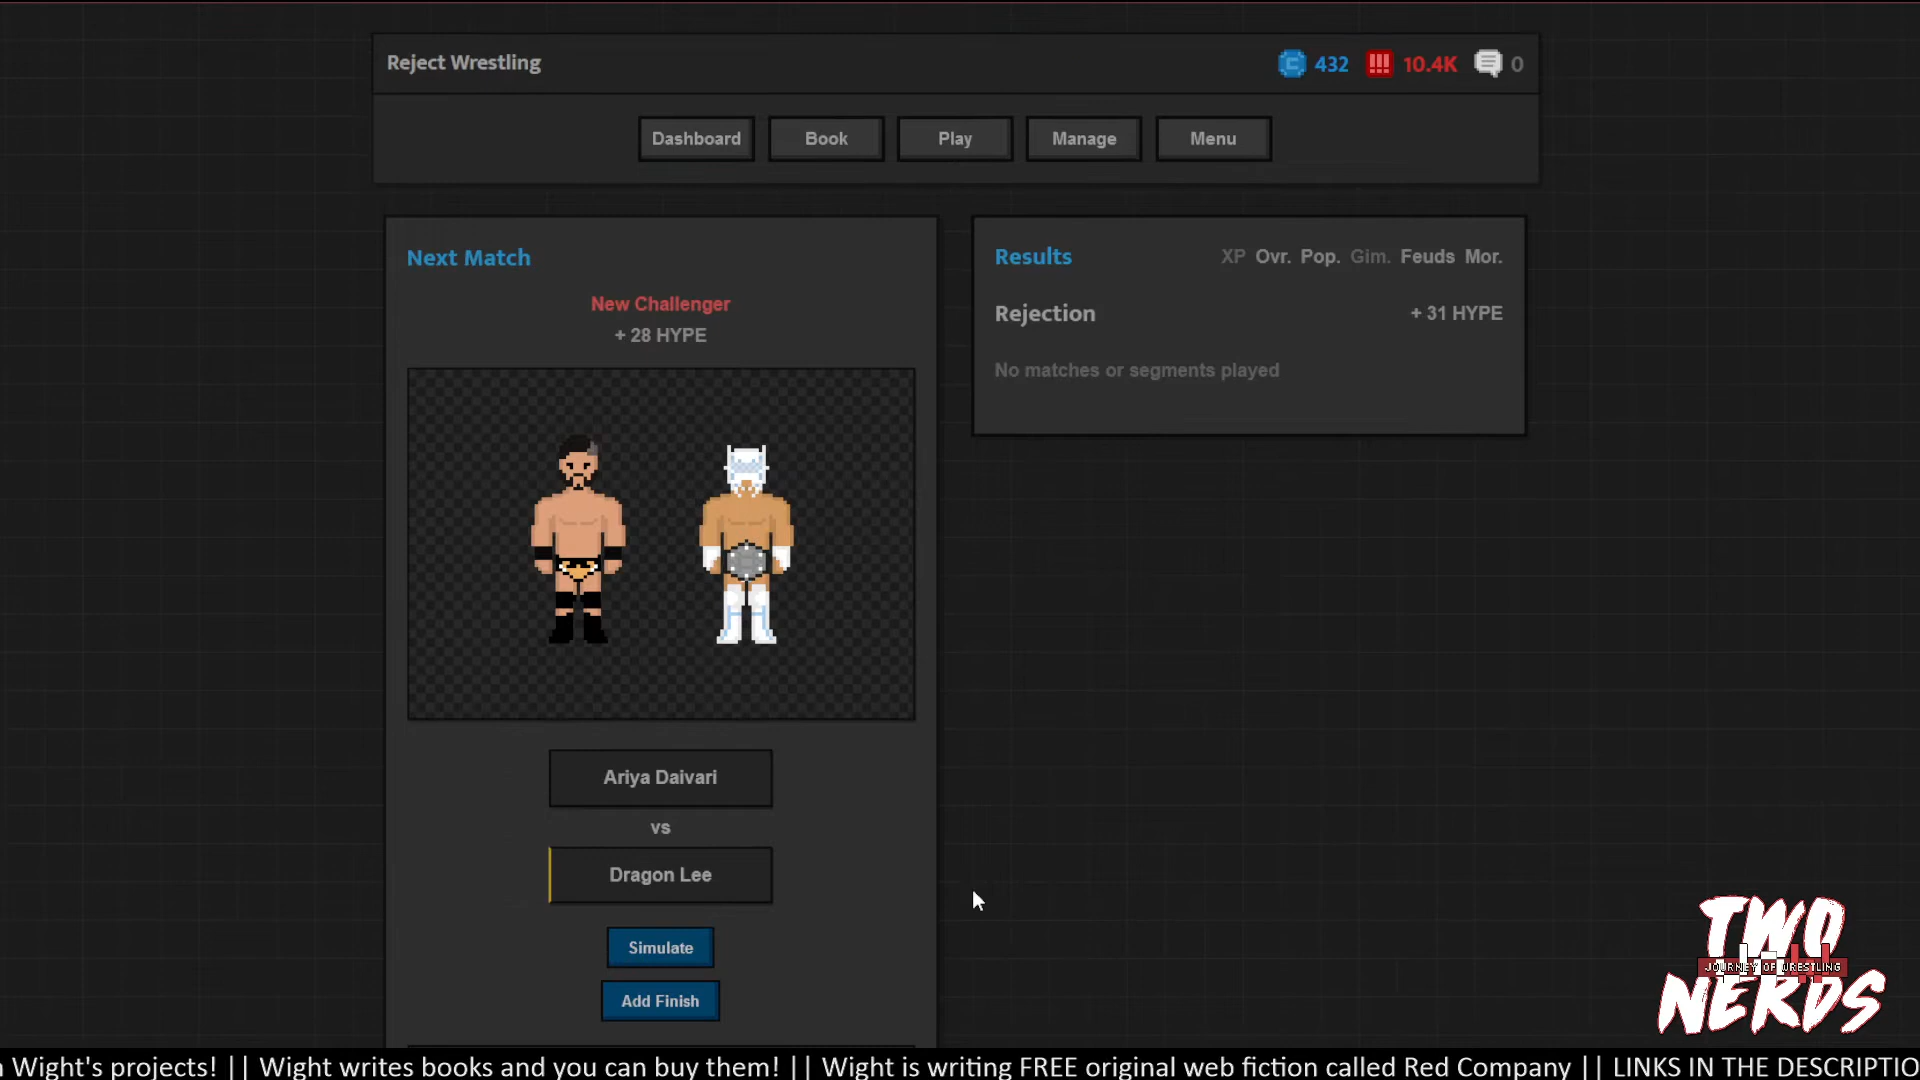 Reject Wrestling
432 10.4K 0
Dashboard Book Play Manage Menu
Next Match
New Challenger
+ 28 HYPE
Ariya Daivari
vs
Dragon Lee
Simulate
Add Finish
Results XP Ovr. Pop. Gim. Feuds Mor.
Rejection + 31 HYPE
No matches or segments played
TWO
JOURNEY OF WRESTLING
NERDS
Wight's projects! || Wight writes books and you can buy them! || Wight is writing FREE original web fiction called Red Company || LINKS IN THE DESCRIPTIO